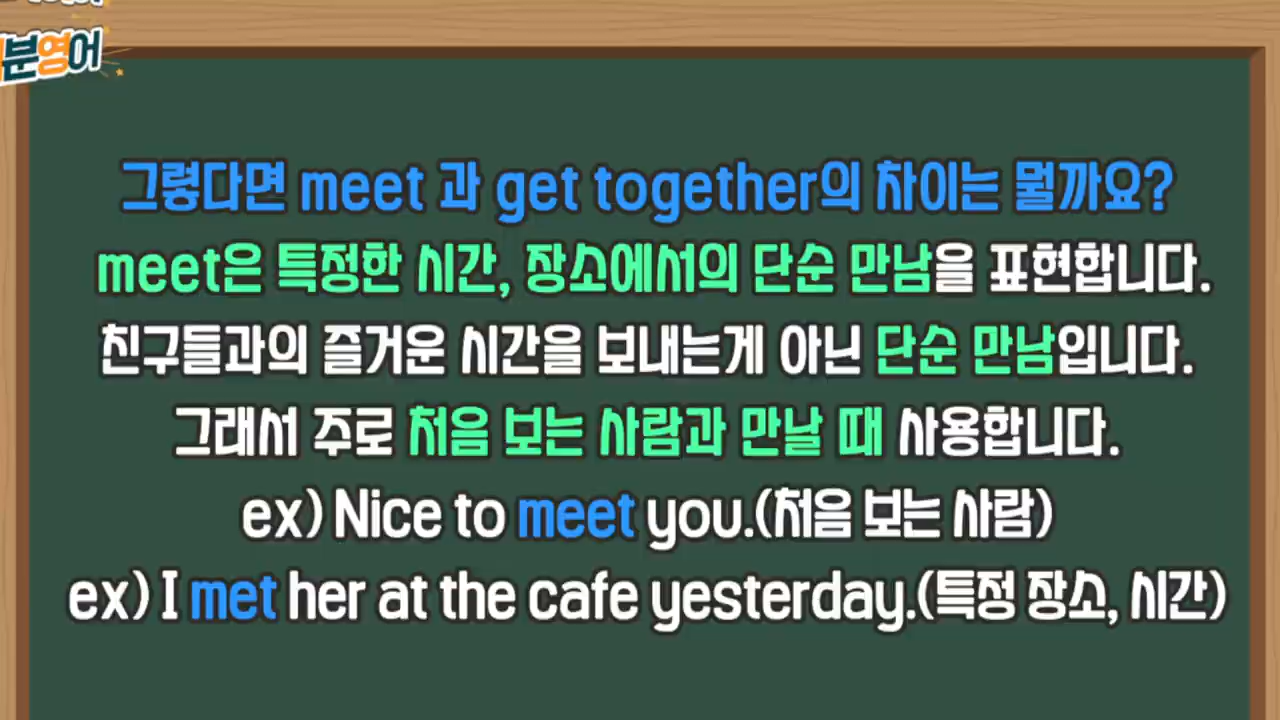 분영어
그렇다면 meet 과 get together의 차이는 뭘까요?
meet은 특정한 시간, 장소에서의 단순 만남을 표현합니다.
친구들과의 즐거운 시간을 보내는게 아닌 단순 만남입니다.
그래서 주로 처음 보는 사람과 만날 때 사용합니다.
ex) Nice to meet you.(처음 보는 사람)
ex) I met her at the cafe yesterday.(특정 장소, 시간)